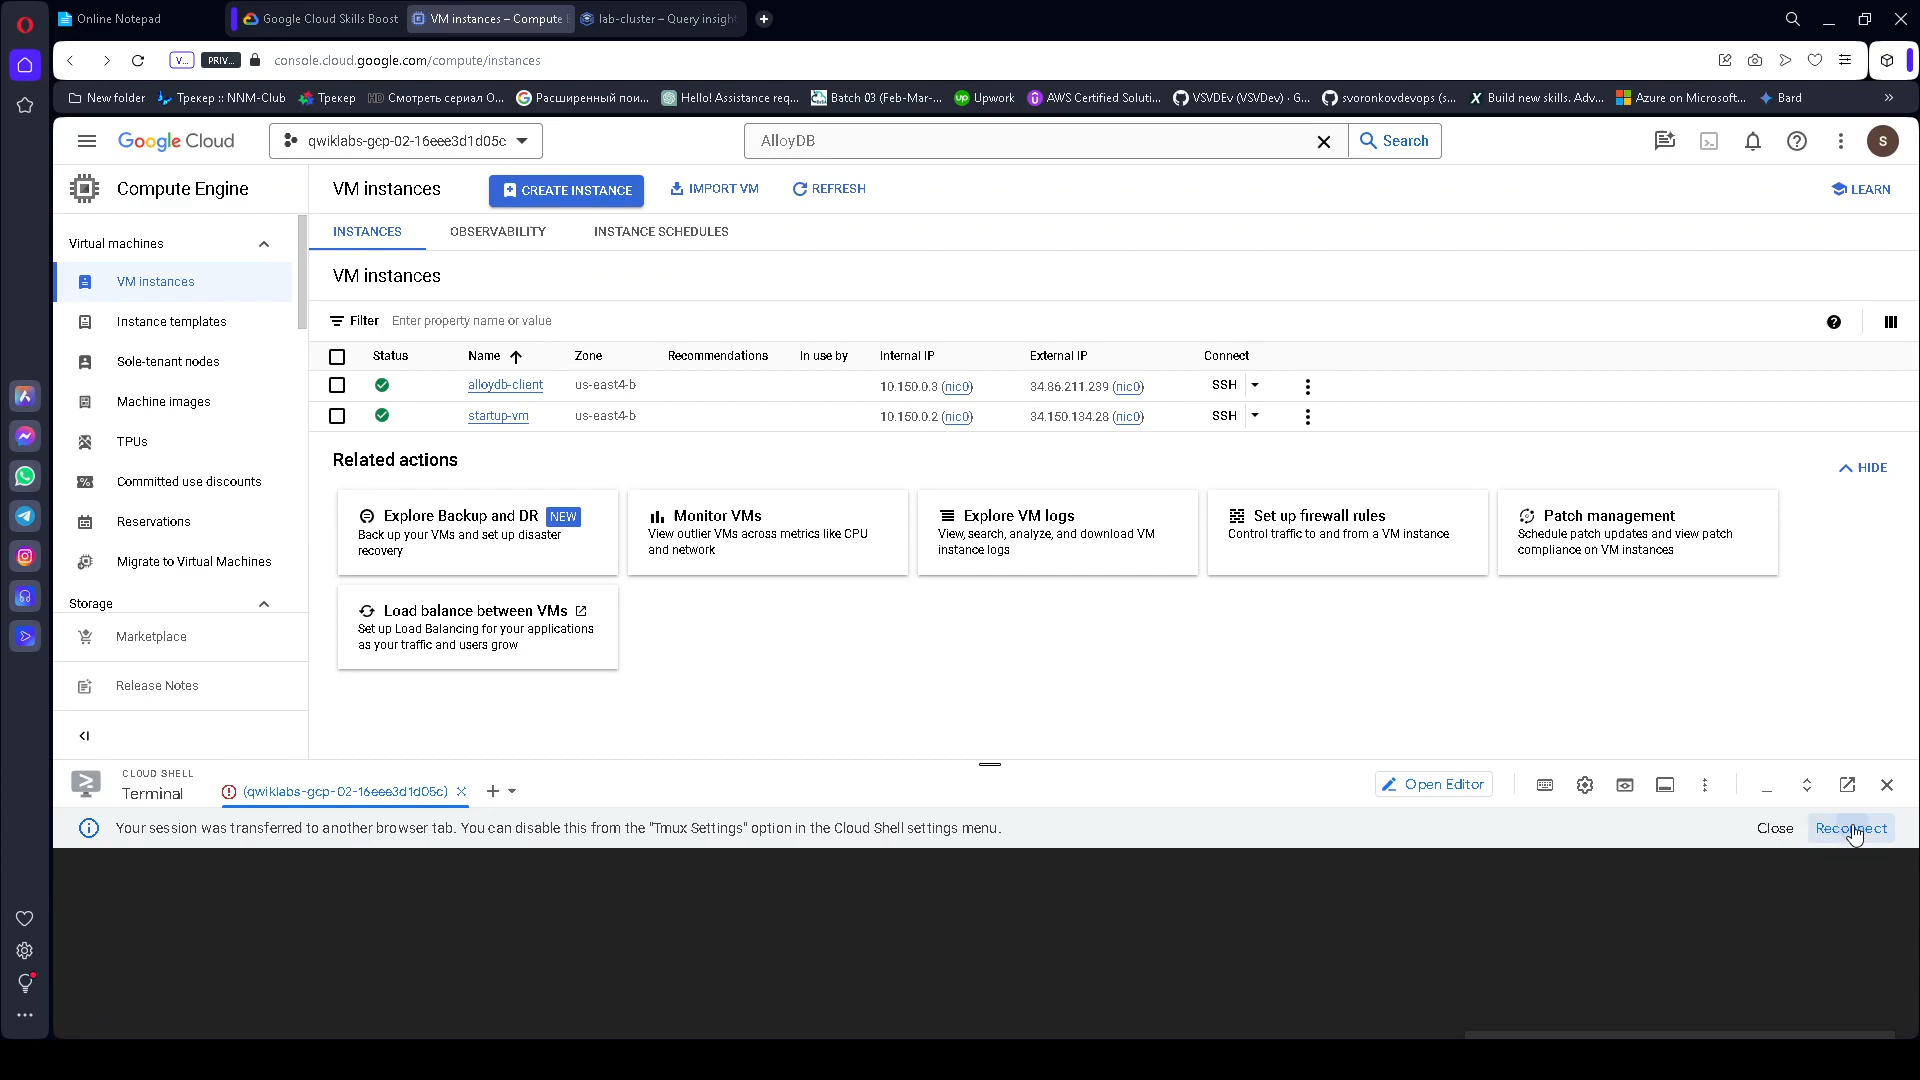 Online Notepad
Google Cloud Skills Boost
VM instances – Compute E
lab-cluster – Query insight
V...
PRIV...
console.cloud.google.com/compute/instances
New folder
Трекер :: NNM-Club
Трекер
Смотреть сериал О...
Расширенный пои...
Hello! Assistance req...
Batch 03 (Feb-Mar-...
Upwork
AWS Certified Soluti...
VSVDEv (VSVDev) · G...
svoronkovdevops (s...
Build new skills. Adv...
Azure on Microsoft...
Bard
Google Cloud
qwiklabs-gcp-02-16eee3d1d05c
AlloyDB
Search
S
Compute Engine
VM instances
CREATE INSTANCE
IMPORT VM
REFRESH
LEARN
Virtual machines
INSTANCES
OBSERVABILITY
INSTANCE SCHEDULES
VM instances
Instance templates
Sole-tenant nodes
Machine images
TPUs
Committed use discounts
Reservations
Migrate to Virtual Machines
Storage
Marketplace
Release Notes
VM instances
Filter Enter property name or value
Status Name Zone Recommendations In use by Internal IP External IP Connect
alloydb-client us-east4-b 10.150.0.3 (nic0) 34.86.211.239 (nic0) SSH
startup-vm us-east4-b 10.150.0.2 (nic0) 34.150.134.28 (nic0) SSH
Related actions
HIDE
Explore Backup and DR NEW
Back up your VMs and set up disaster
recovery
Monitor VMs
View outlier VMs across metrics like CPU
and network
Explore VM logs
View, search, analyze, and download VM
instance logs
Set up firewall rules
Control traffic to and from a VM instance
Patch management
Schedule patch updates and view patch
compliance on VM instances
Load balance between VMs
Set up Load Balancing for your applications
as your traffic and users grow
CLOUD SHELL
Terminal
(qwiklabs-gcp-02-16eee3d1d05c)
Open Editor
Your session was transferred to another browser tab. You can disable this from the "Tmux Settings" option in the Cloud Shell settings menu.
Close
Reconnect